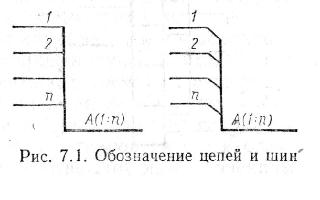 1
2
n
A(1:n)
1
2
n
A(1:n)
Рис. 7.1. Обозначение цепей и шин